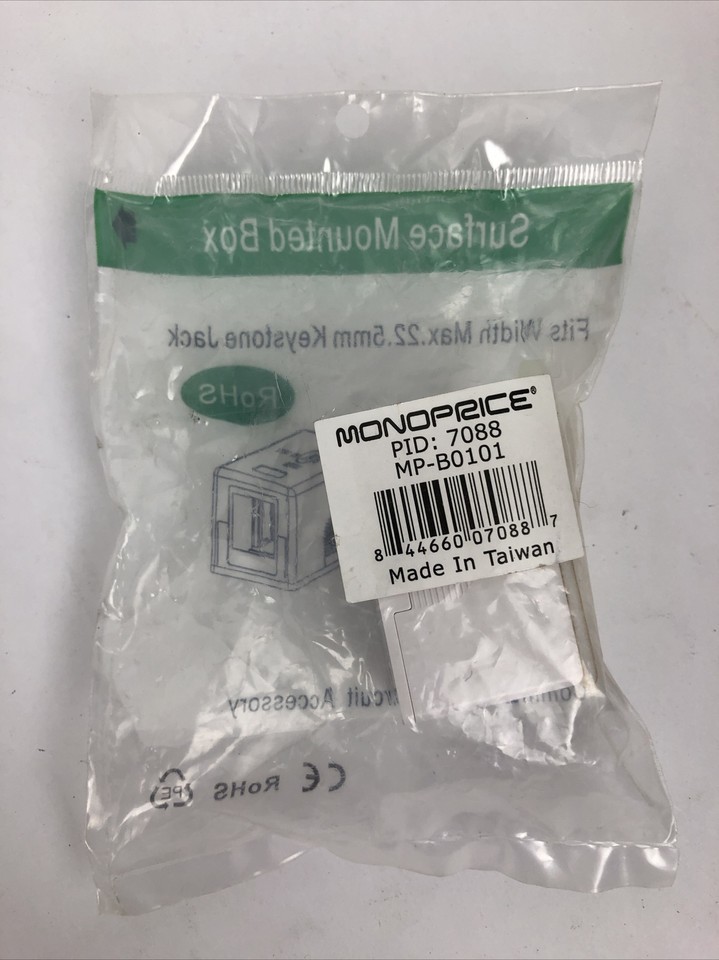 Surface Mounted Box
Fits Width Max.22.5mm Keystone Jack
RoHS
MONOPRICE®
PID: 7088
MP-B0101
8 44660 07088 7
Made In Taiwan
Accessory
CE RoHS PE